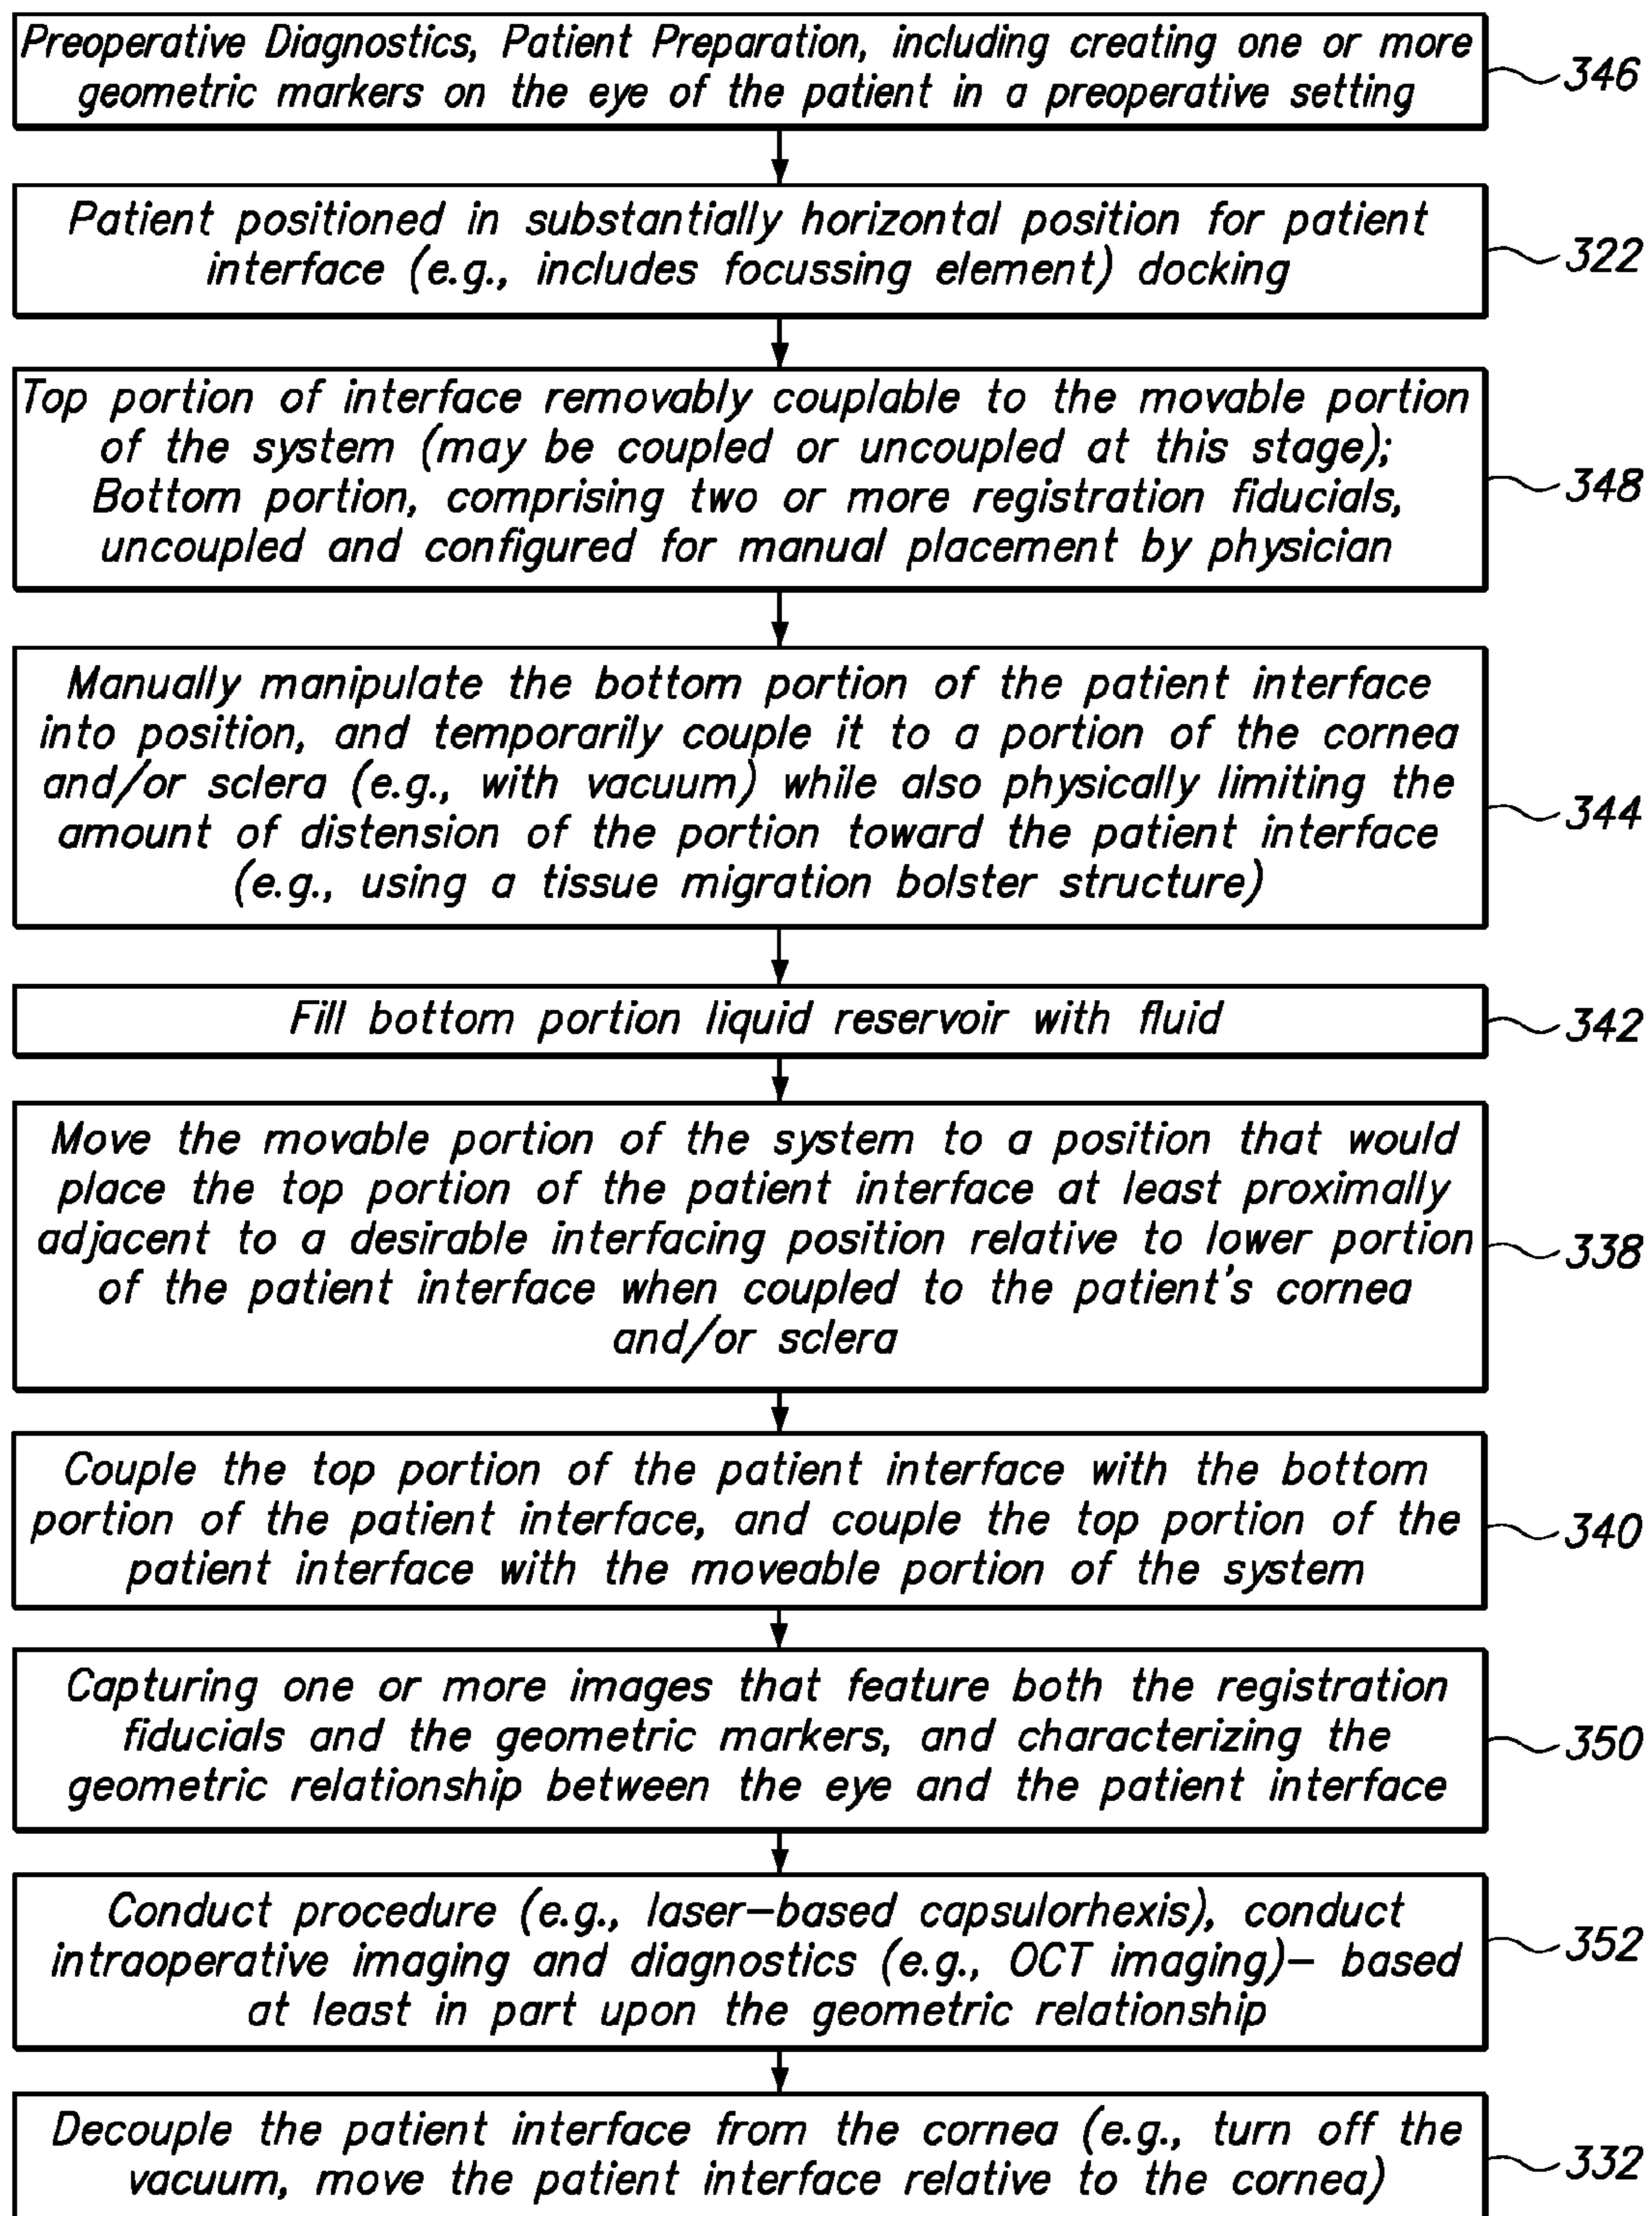 Preoperative Diagnostics, Patient Preparation, including creating one or more
geometric markers on the eye of the patient in a preoperative setting
346
Patient positioned in substantially horizontal position for patient
interface (e.g., includes focussing element) docking
322
Top portion of interface removably couplable to the movable portion
of the system (may be coupled or uncoupled at this stage);
Bottom portion, comprising two or more registration fiducials,
uncoupled and configured for manual placement by physician
348
Manually manipulate the bottom portion of the patient interface
into position, and temporarily couple it to a portion of the cornea
and/or sclera (e.g., with vacuum) while also physically limiting the
amount of distension of the portion toward the patient interface
(e.g., using a tissue migration bolster structure)
344
Fill bottom portion liquid reservoir with fluid
342
Move the movable portion of the system to a position that would
place the top portion of the patient interface at least proximally
adjacent to a desirable interfacing position relative to lower portion
of the patient interface when coupled to the patient's cornea
and/or sclera
338
Couple the top portion of the patient interface with the bottom
portion of the patient interface, and couple the top portion of the
patient interface with the moveable portion of the system
340
Capturing one or more images that feature both the registration
fiducials and the geometric markers, and characterizing the
geometric relationship between the eye and the patient interface
350
Conduct procedure (e.g., laser–based capsulorhexis), conduct
intraoperative imaging and diagnostics (e.g., OCT imaging)– based
at least in part upon the geometric relationship
352
Decouple the patient interface from the cornea (e.g., turn off the
vacuum, move the patient interface relative to the cornea)
332